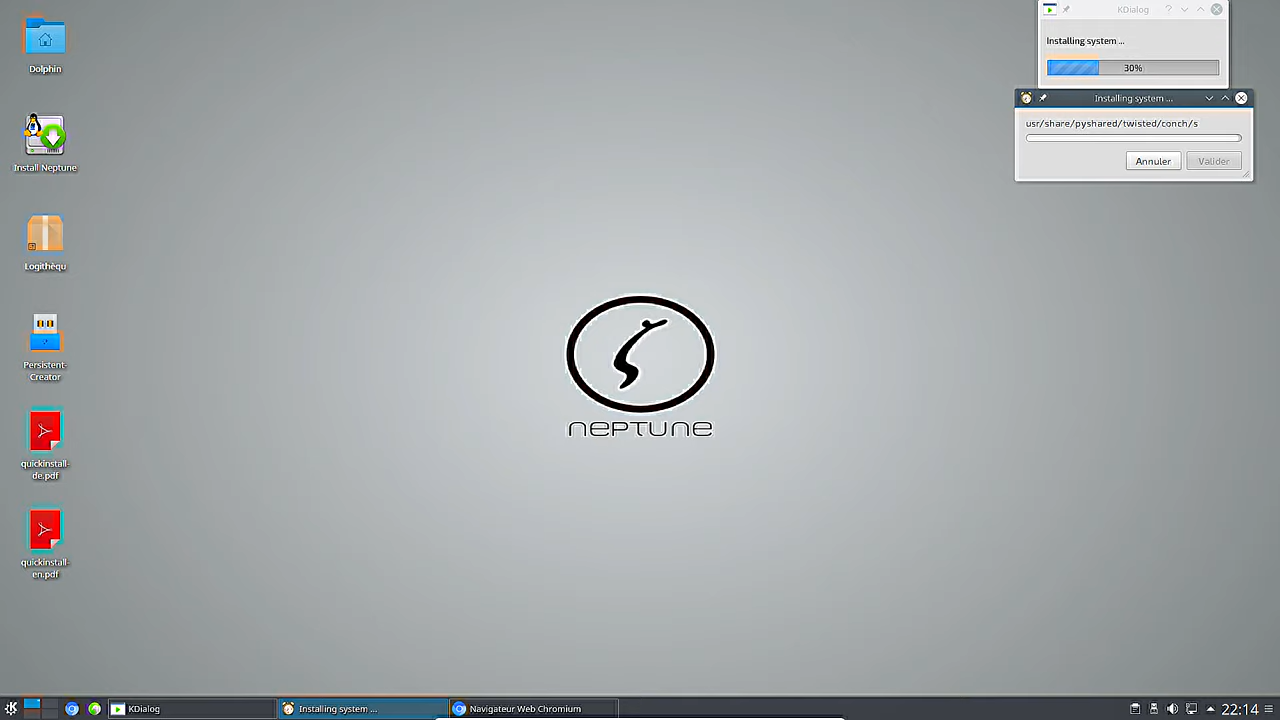 Dolphin
Install Neptune
Logithèqu
Persistent-
Creator
quickinstall-
de.pdf
quickinstall-
en.pdf
NEPTUNE
KDialog
Installing system ...
30%
Installing system ...
usr/share/pyshared/twisted/conch/s
Annuler
Valider
KDialog
Installing system ...
Navigateur Web Chromium
22:14